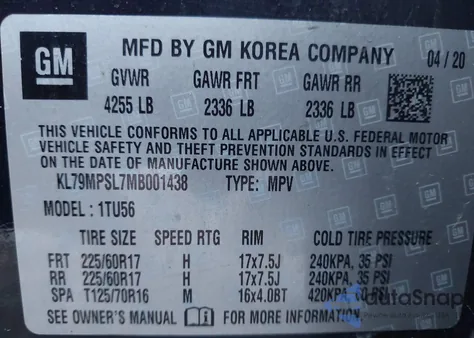 GM MFD BY GM KOREA COMPANY 04 / 20
GVWR GAWR FRT GAWR RR
4255 LB 2336 LB 2336 LB
THIS VEHICLE CONFORMS TO ALL APPLICABLE U.S. FEDERAL MOTOR
VEHICLE SAFETY AND THEFT PREVENTION STANDARDS IN EFFECT ON
THE DATE OF MANUFACTURE SHOWN ABOVE.
KL79MPSL7MB001438 TYPE: MPV
MODEL : 1TU56
TIRE SIZE SPEED RTG RIM COLD TIRE PRESSURE
FRT 225/60R17 H 17x7.5J 240KPA, 35 PSI
RR 225/60R17 H 17x7.5J 240KPA, 35 PSI
SPA T125/70R16 M 16x4.0BT 420KPA, PSI
SEE OWNER'S MANUAL FOR MORE INFORMATION.
dataSnap